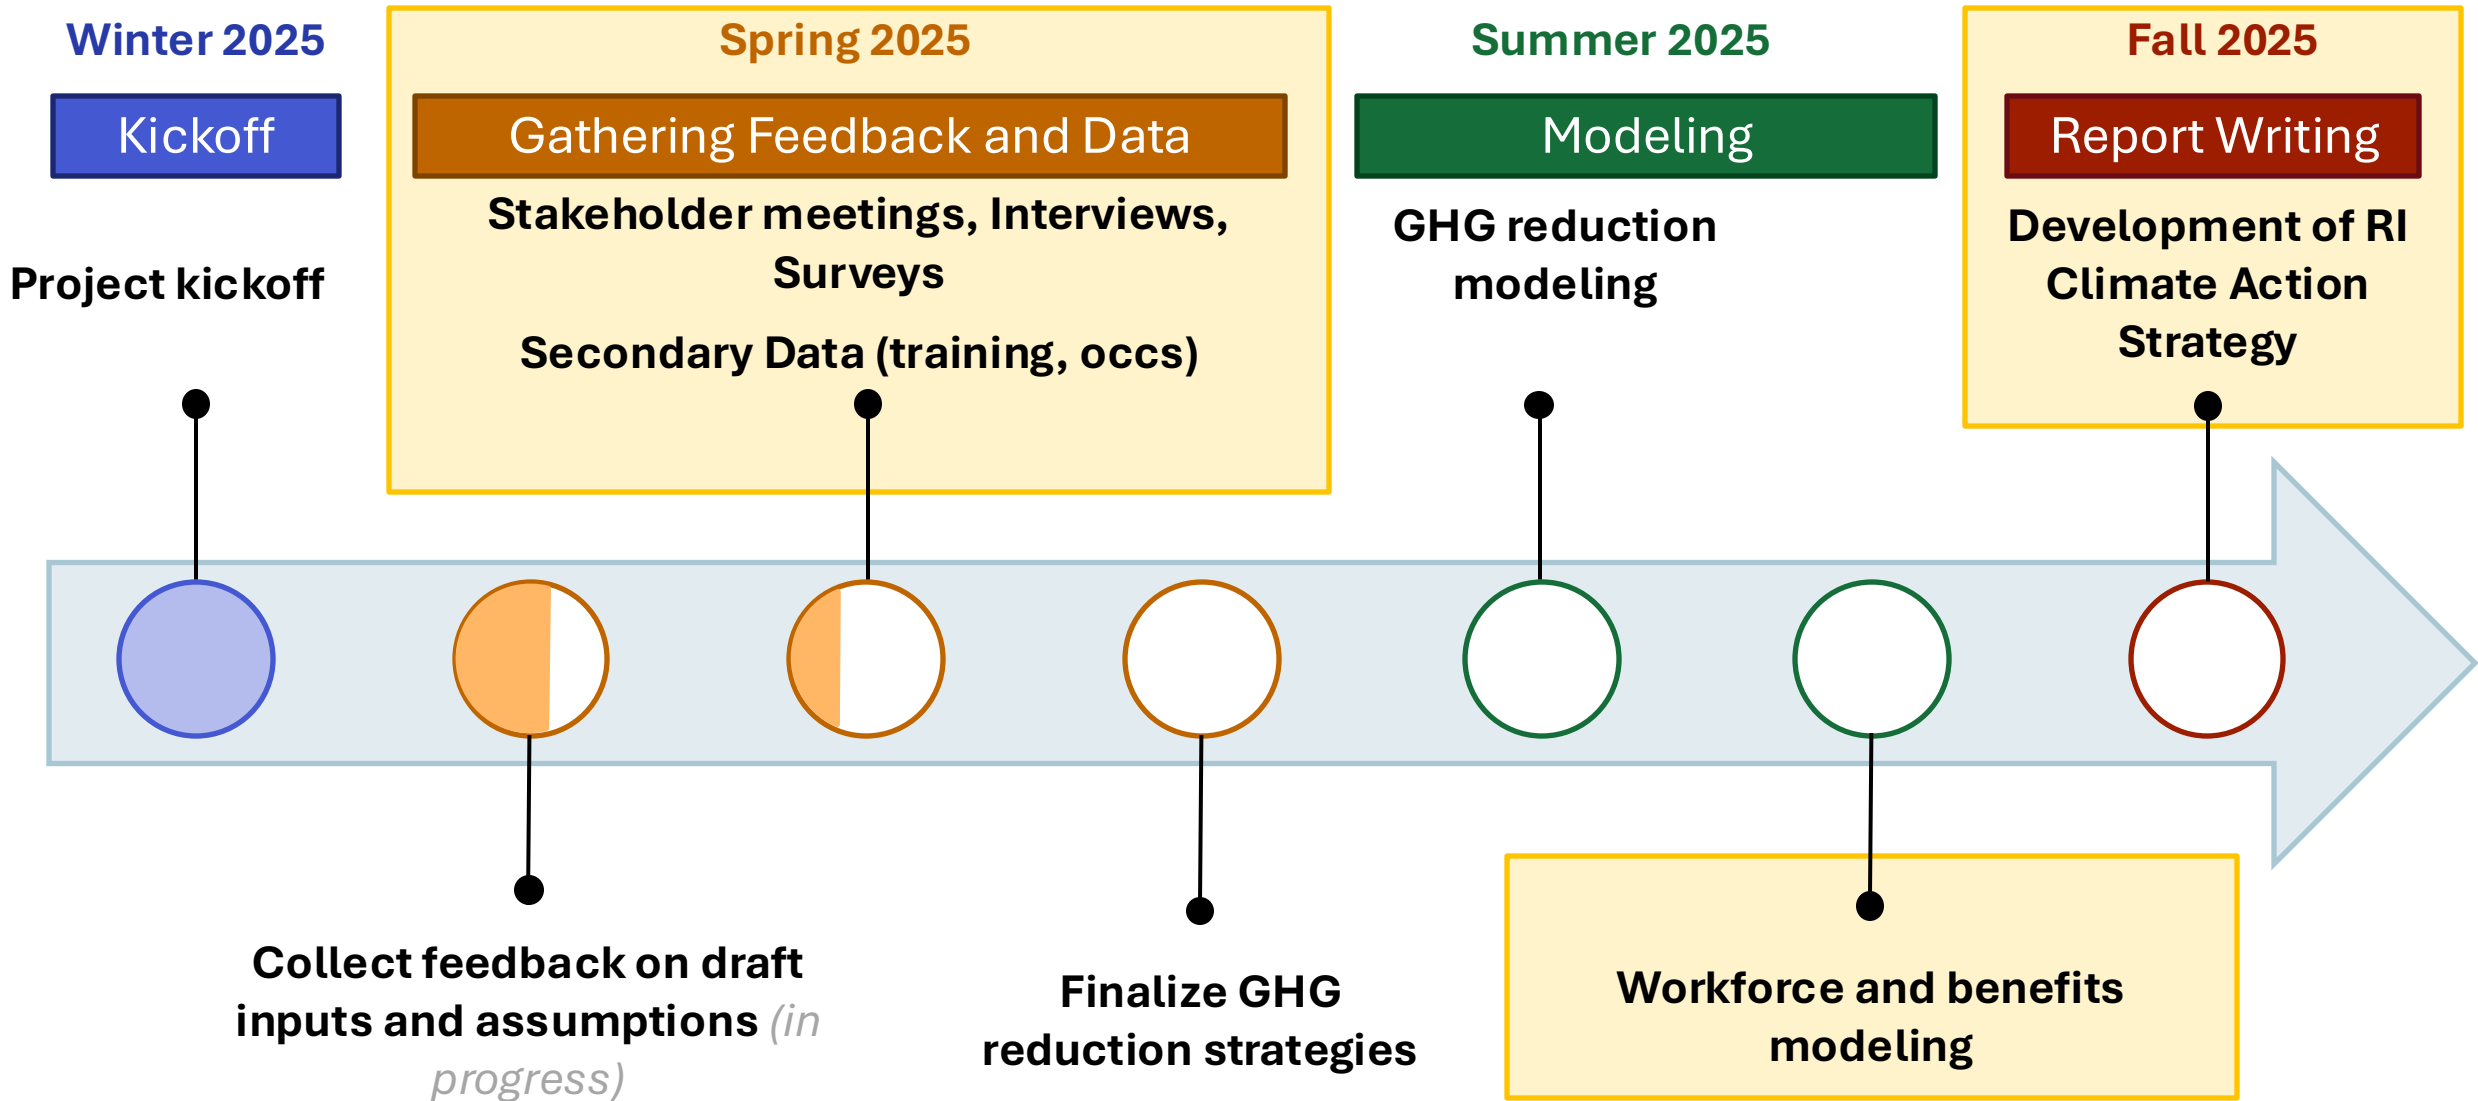 Winter 2025
Spring 2025
Summer 2025
Fall 2025
Kickoff
Gathering Feedback and Data
Modeling
Report Writing
Project kickoff
Stakeholder meetings, Interviews,
Surveys
Secondary Data (training, occs)
GHG reduction
modeling
Development of RI
Climate Action
Strategy
Collect feedback on draft
inputs and assumptions (in
progress)
Finalize GHG
reduction strategies
Workforce and benefits
modeling